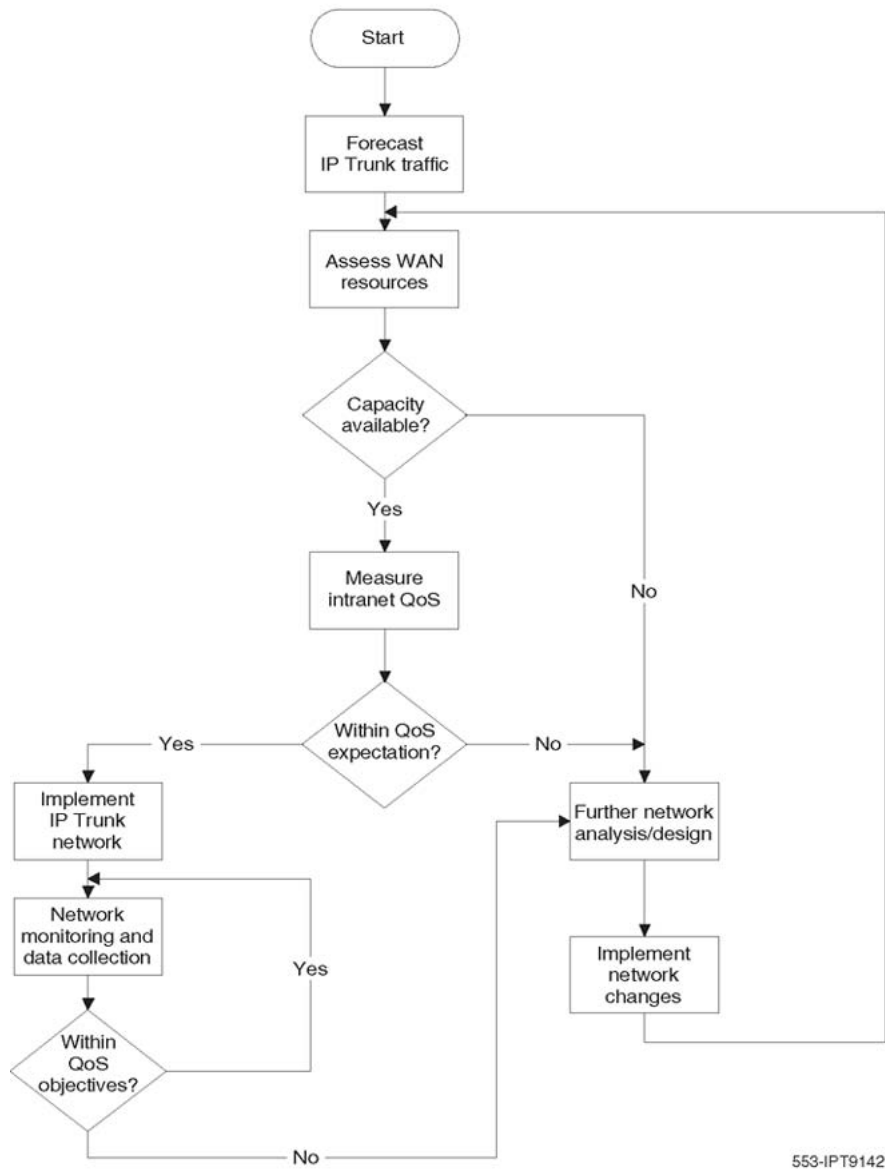 Start
Forecast
IP Trunk traffic
Assess WAN
resources
Capacity
available?
Yes
No
Measure
intranet QoS
Within QoS
expectation?
Yes
No
Implement
IP Trunk
network
Further network
analysis/design
Network
monitoring and
data collection
Yes
Implement
network
changes
Within
QoS
objectives?
No
553-IPT9142